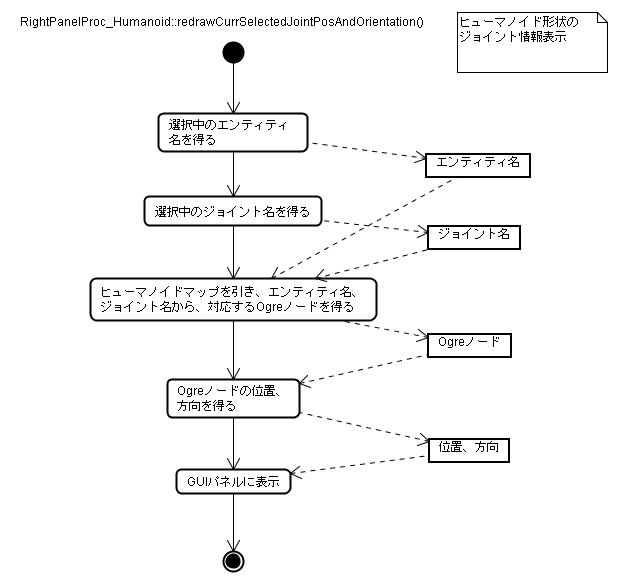 RightPanelProc_Humanoid::redrawCurrSelectedJointPosAndOrientation()
ヒューマノイド形状の
ジョイント情報表示
選択中のエンティティ
名を得る
エンティティ名
選択中のジョイント名を得る
ジョイント名
ヒューマノイドマップを引き、エンティティ名、
ジョイント名から、対応するOgreノードを得る
Ogreノード
Ogreノードの位置、
方向を得る
位置、方向
GUIパネルに表示